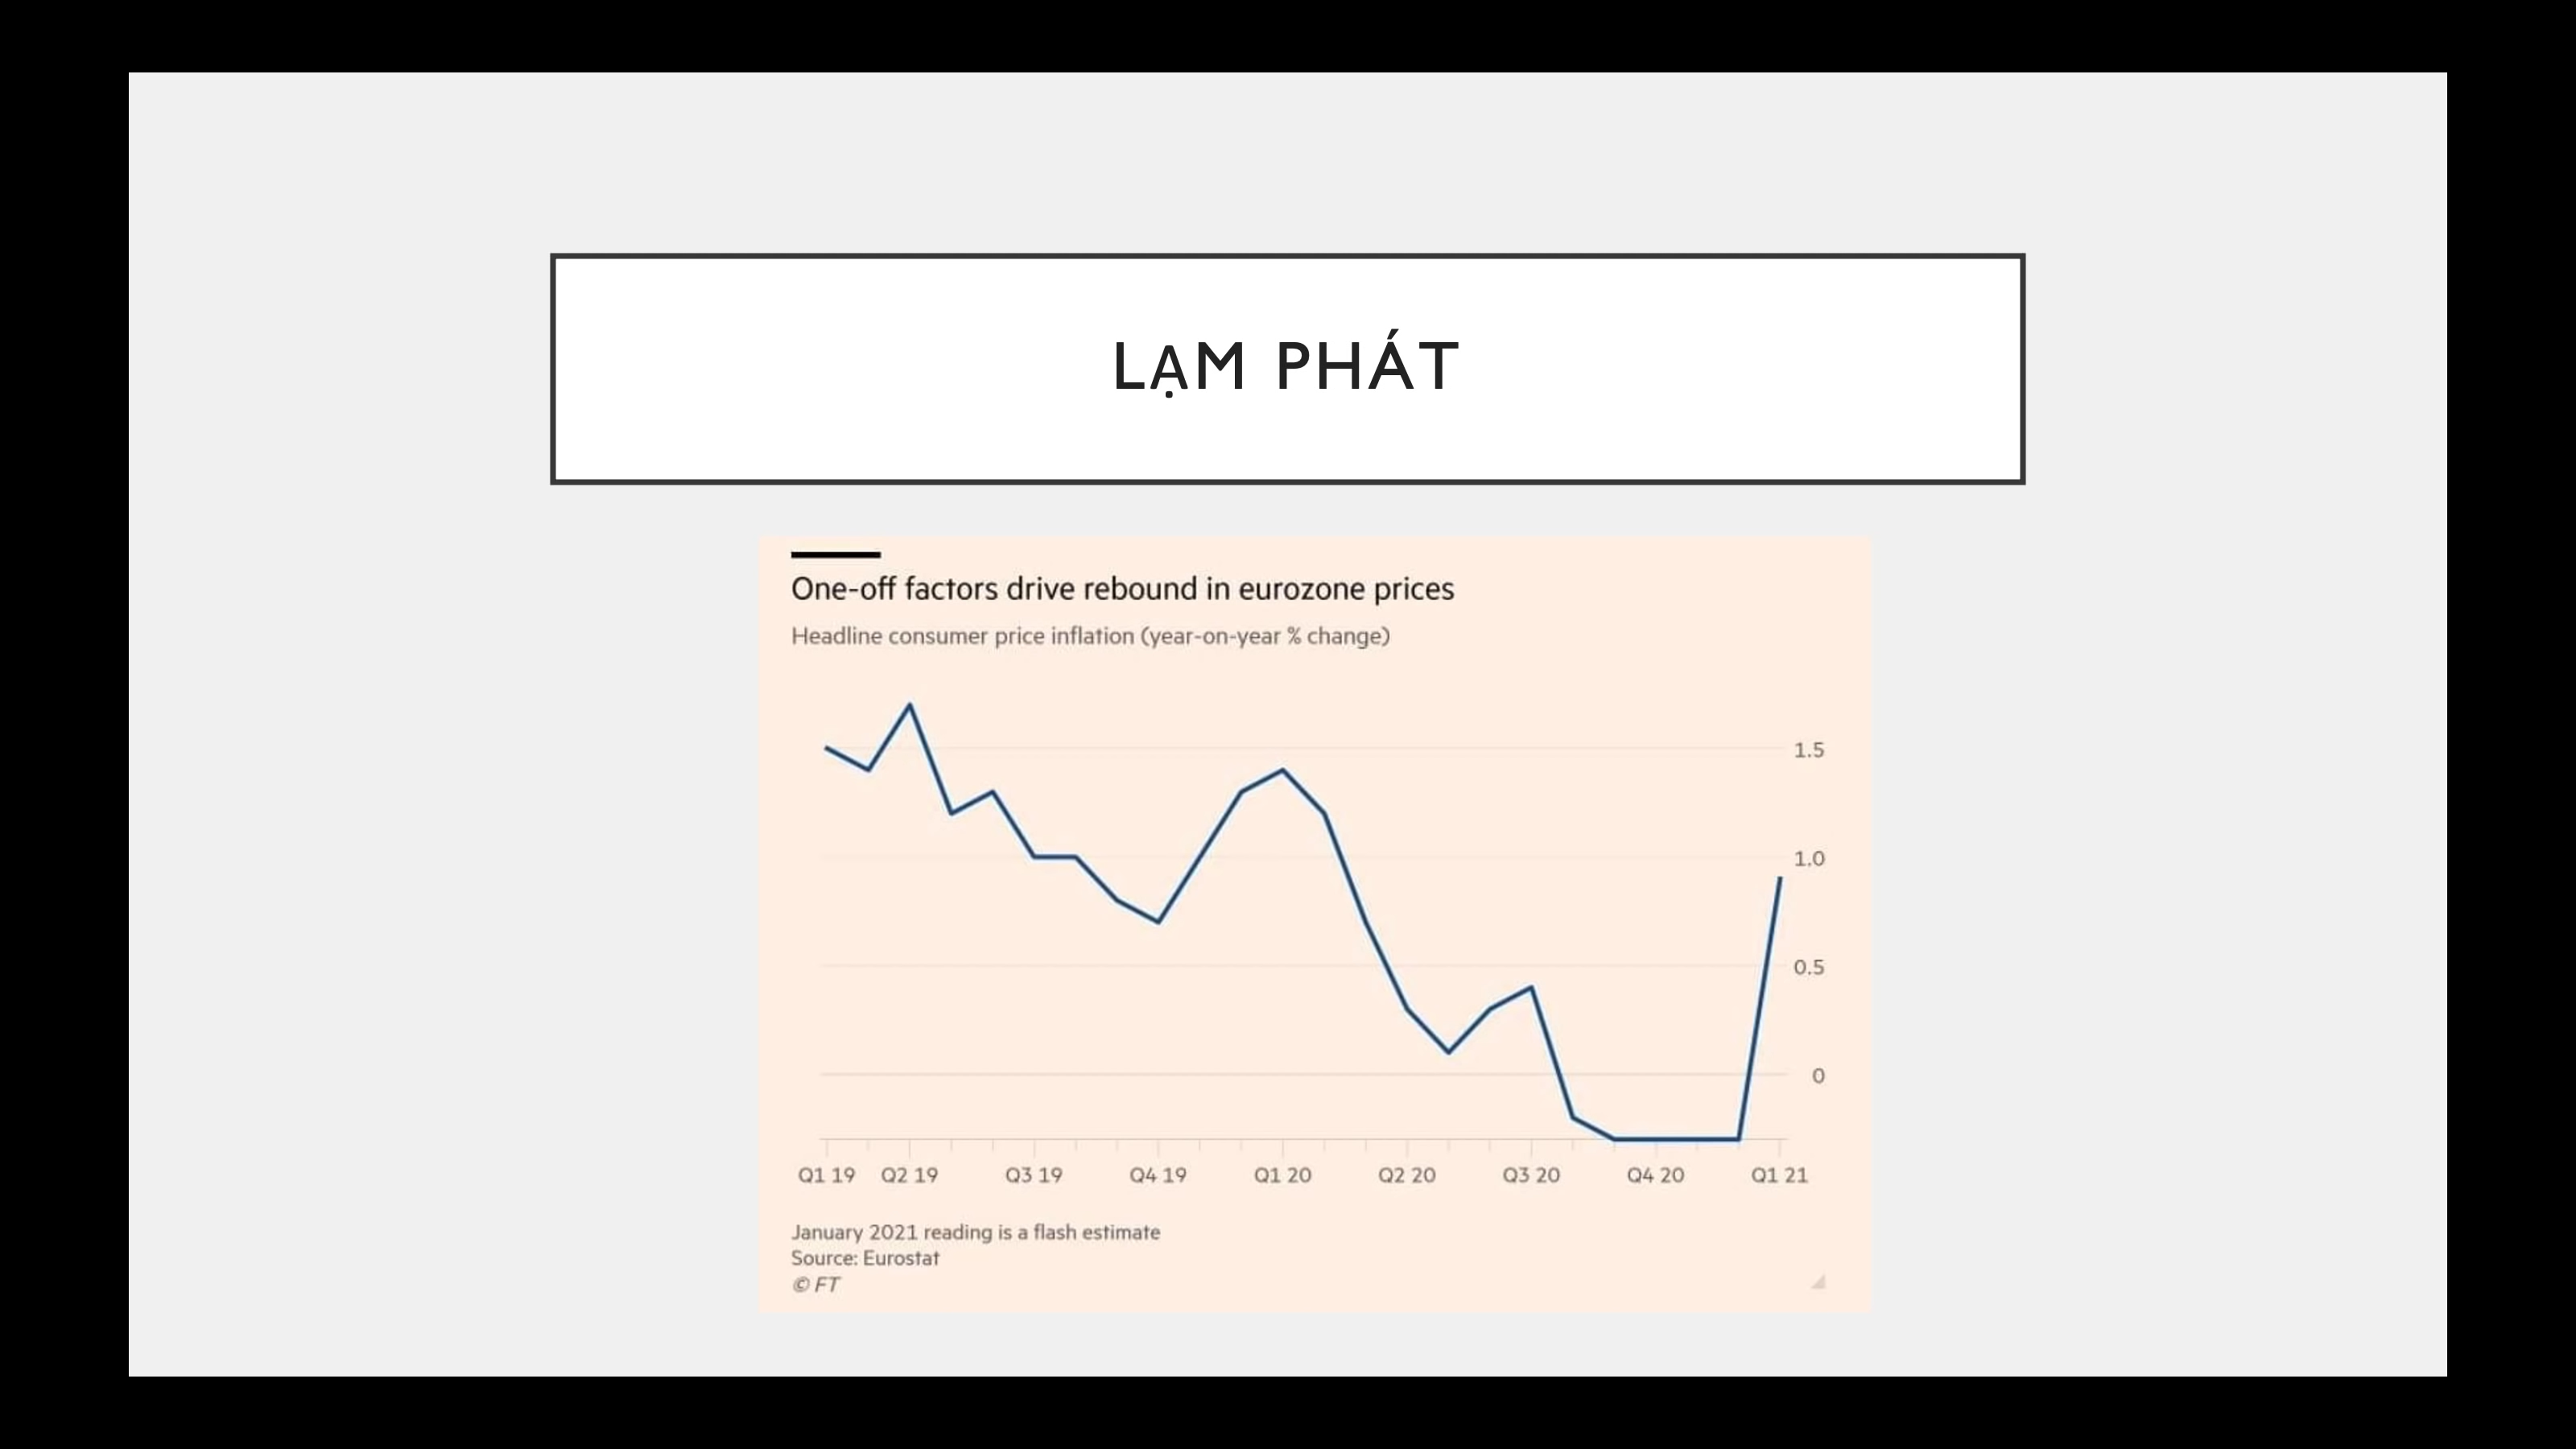 LẠM PHÁT
One-off factors drive rebound in eurozone prices
Headline consumer price inflation (year-on-year % change)
1.5
1.0
0.5
0
Q1 19 Q2 19 Q3 19 Q4 19 Q1 20 Q2 20 Q3 20 Q4 20 Q1 21
January 2021 reading is a flash estimate
Source: Eurostat
© FT